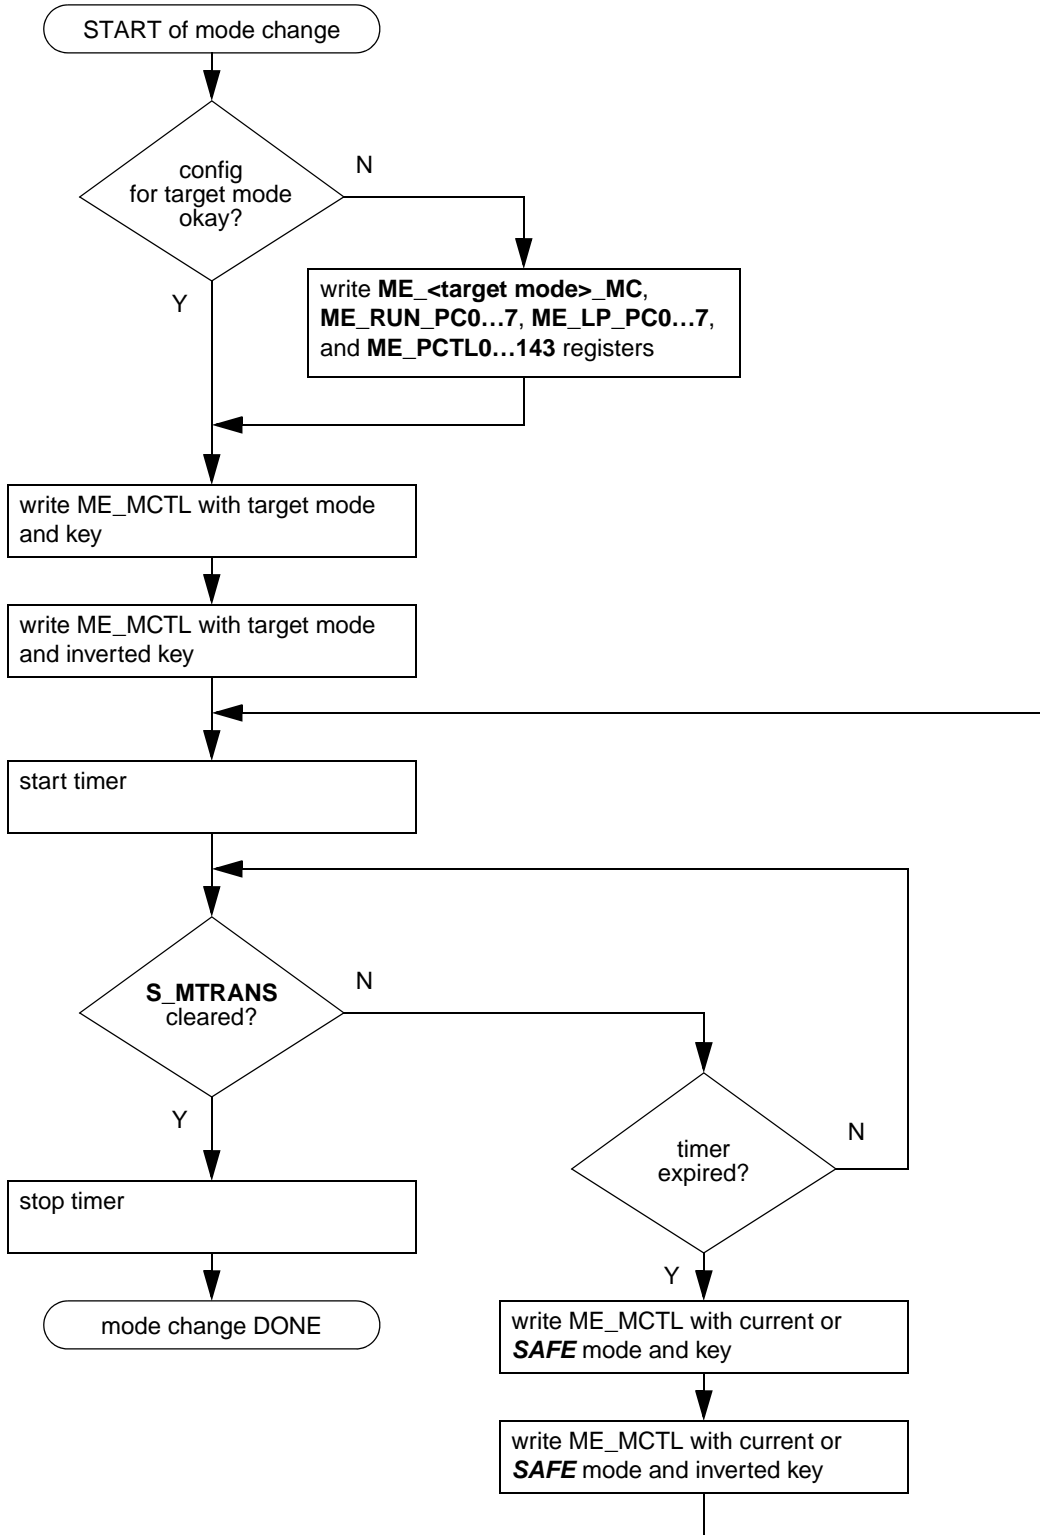 START of mode change
config
for target mode
okay?
N
Y
write ME_<target mode>_MC,
ME_RUN_PC0…7, ME_LP_PC0…7,
and ME_PCTL0…143 registers
write ME_MCTL with target mode
and key
write ME_MCTL with target mode
and inverted key
start timer
S_MTRANS
cleared?
N
Y
timer
expired?
N
Y
stop timer
mode change DONE
write ME_MCTL with current or
SAFE mode and key
write ME_MCTL with current or
SAFE mode and inverted key